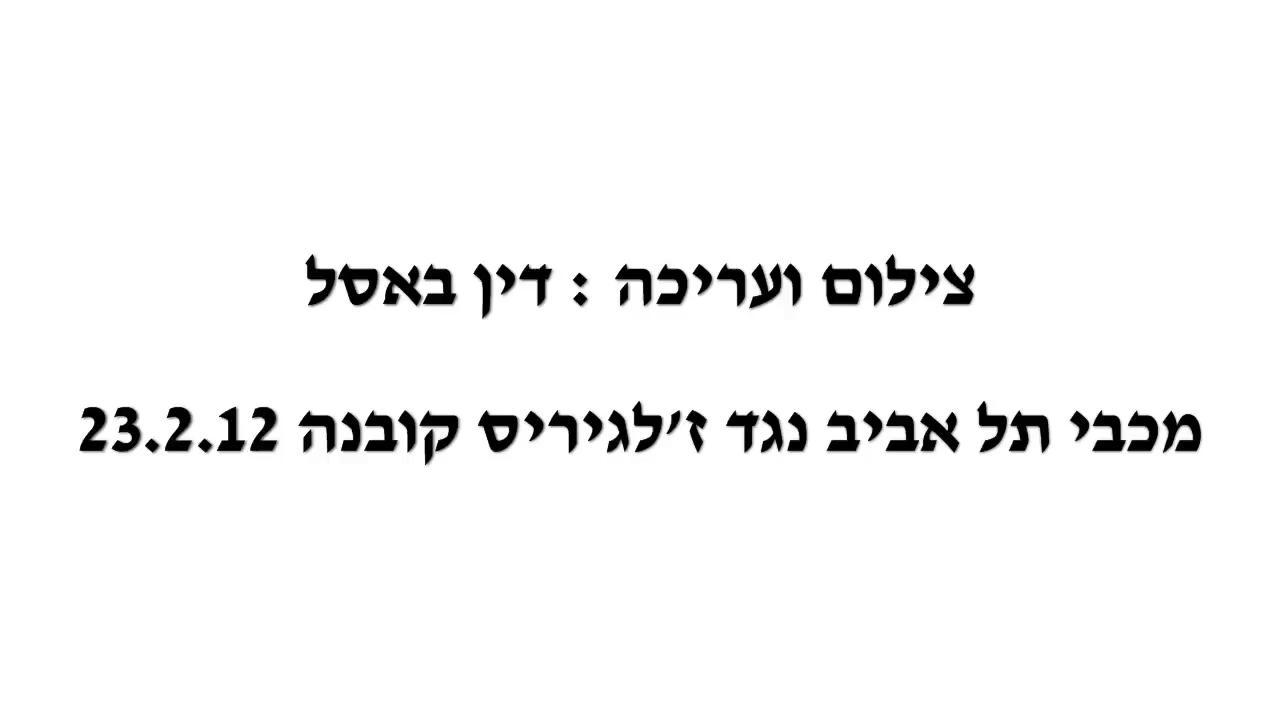 צילום ועריכה : דין באסל
מכבי תל אביב נגד ז'לגיריס קובנה 23.2.12